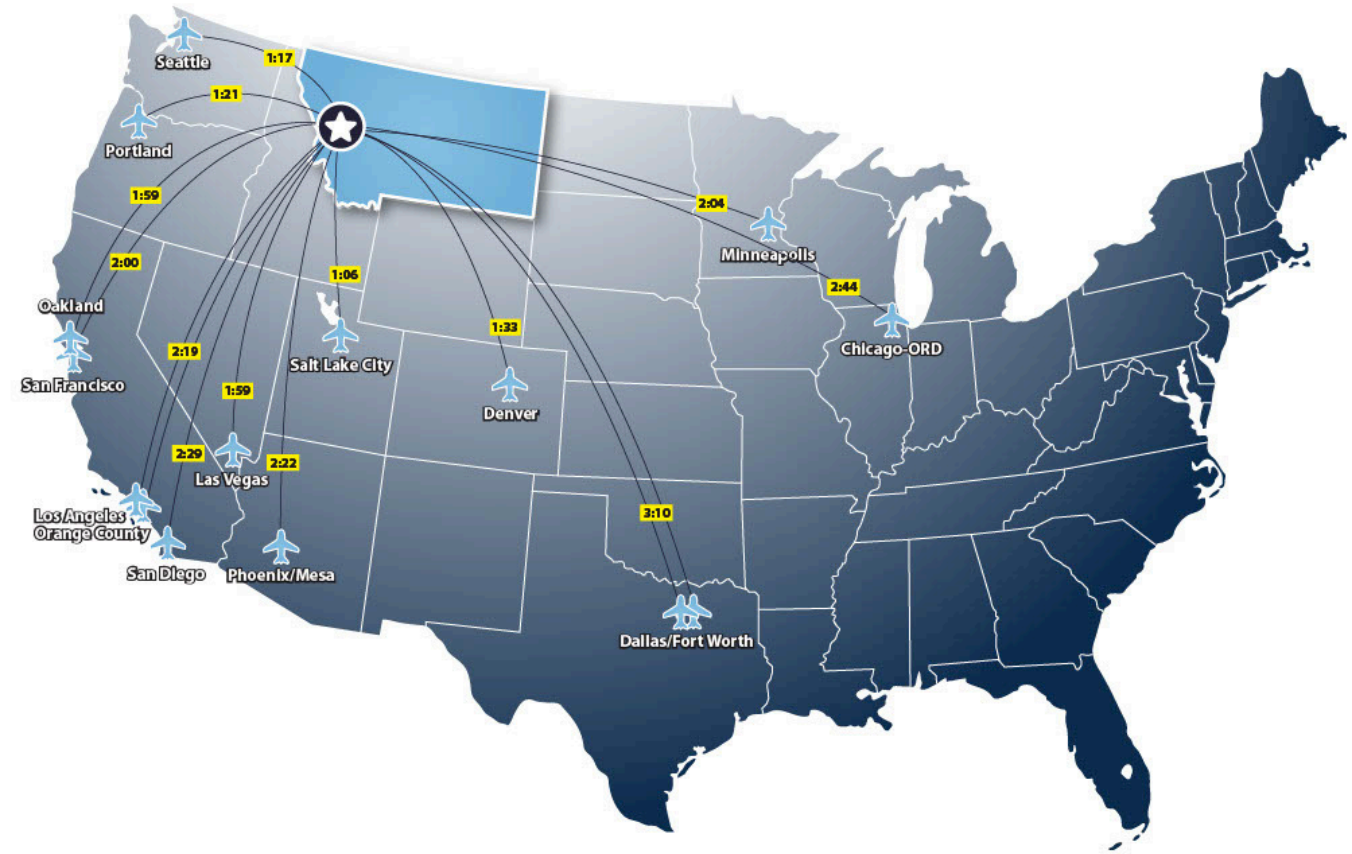 Seattle
1:17
1:21
Portland
1:59
2:04
Minneapolis
2:00
1:06
2:44
Oakland
1:33
Chicago-ORD
2:19
Salt Lake City
San Francisco
1:59
Denver
2:29
2:22
Las Vegas
3:10
Los Angeles
Orange County
San Diego
Phoenix/Mesa
Dallas/Fort Worth